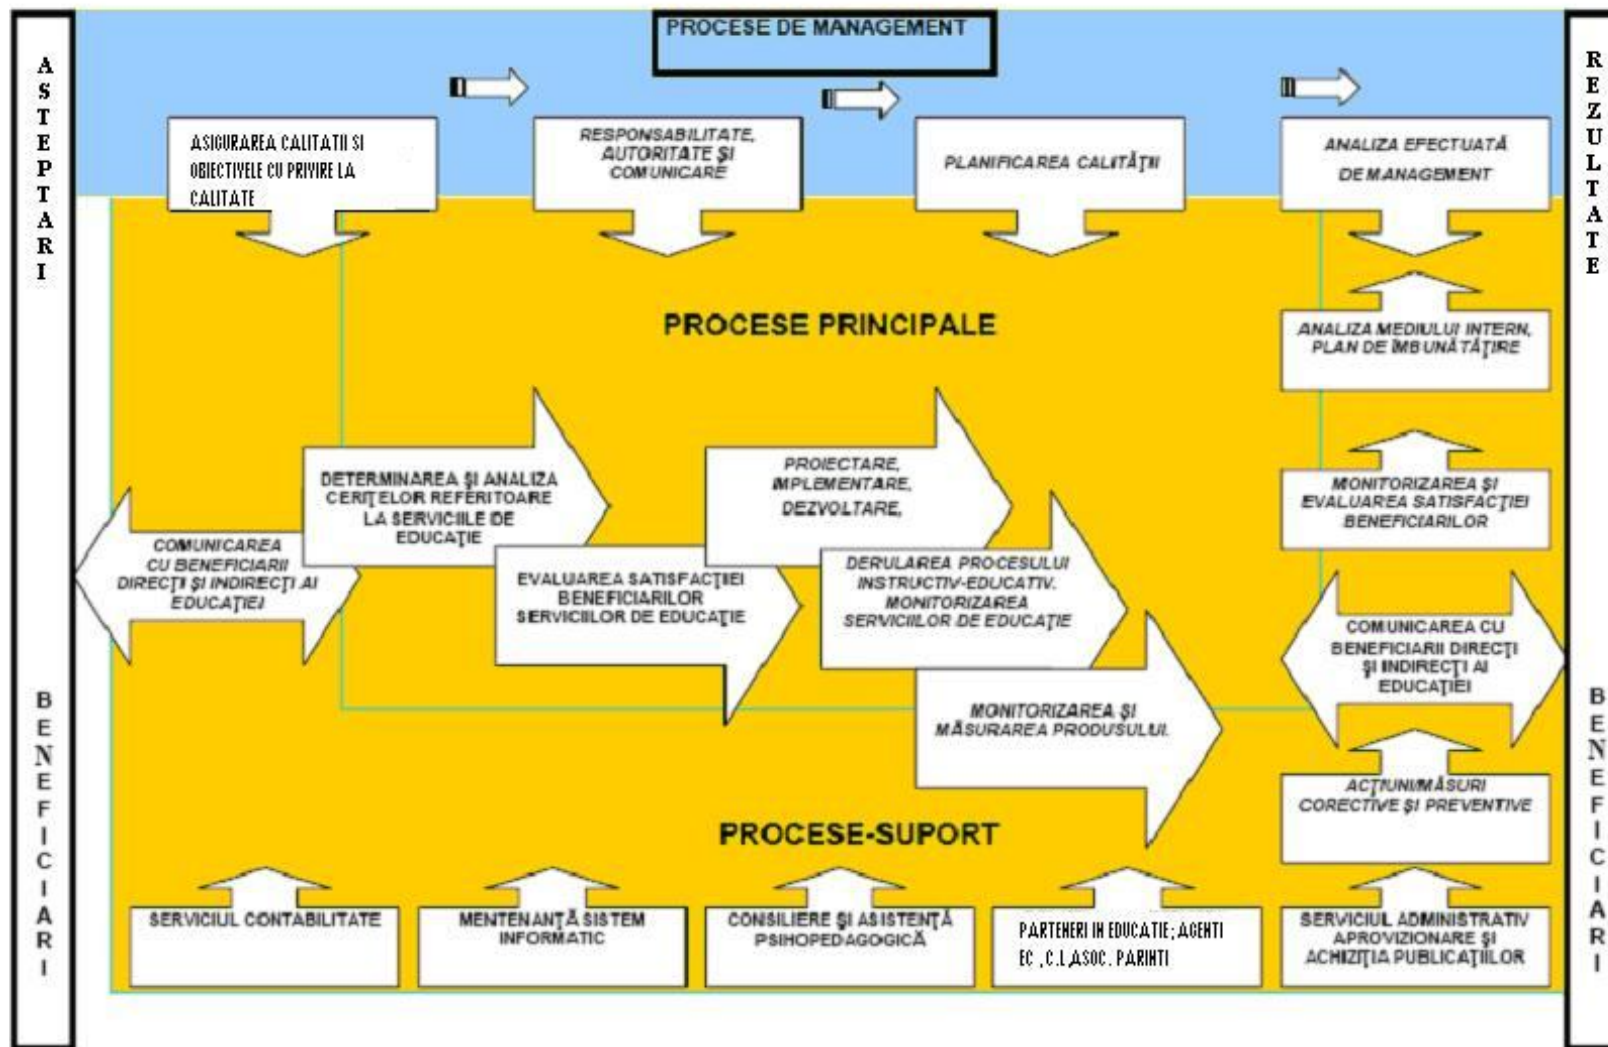 PROCESE DE MANAGEMENT
ASTEPTARI
REZULTATE
ASIGURAREA CALITATII SI
OBIECTIVELE CU PRIVIRE LA
CALITATE
RESPONSABILITATE,
AUTORITATE ŞI
COMUNICARE
PLANIFICAREA CALITĂŢII
ANALIZA EFECTUATĂ
DE MANAGEMENT
PROCESE PRINCIPALE
ANALIZA MEDIULUI INTERN,
PLAN DE ÎMBUNĂTĂŢIRE
DETERMINAREA ŞI ANALIZA
CERIŢELOR REFERITOARE
LA SERVICIILE DE
EDUCAŢIE
PROIECTARE,
IMPLEMENTARE,
DEZVOLTARE,
MONITORIZAREA ŞI
EVALUAREA SATISFACŢIEI
BENEFICIARILOR
COMUNICAREA
CU BENEFICIARII
DIRECŢI ŞI INDIRECŢI AI
EDUCAŢIEI
EVALUAREA SATISFACŢIEI
BENEFICIARILOR
SERVICIILOR DE EDUCAŢIE
DERULAREA PROCESULUI
INSTRUCTIV-EDUCATIV.
MONITORIZAREA
SERVICIILOR DE EDUCAŢIE
COMUNICAREA CU
BENEFICIARII DIRECŢI
ŞI INDIRECŢI AI
EDUCAŢIEI
MONITORIZAREA ŞI
MĂSURAREA PRODUSULUI.
BENEFICIARI
BENEFICIARI
ACŢIUNI/MĂSURI
CORECTIVE ŞI PREVENTIVE
PROCESE-SUPORT
SERVICIUL CONTABILITATE
MENTENANŢĂ SISTEM
INFORMATIC
CONSILIERE ŞI ASISTENŢĂ
PSIHOPEDAGOGICĂ
PARTENERI IN EDUCATIE; AGENTI
EC , C.L,ASOC. PARINTI
SERVICIUL ADMINISTRATIV
APROVIZIONARE ŞI
ACHIZIŢIA PUBLICAŢIILOR